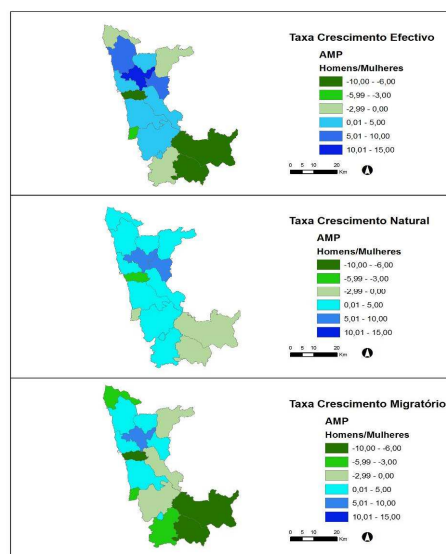 Taxa Crescimento Efectivo
AMP
Homens/Mulheres
-10,00 - -6,00
-5,99 - -3,00
-2,99 - 0,00
0,01 - 5,00
5,01 - 10,00
10,01 - 15,00
0 5 10 20
Km
Taxa Crescimento Natural
AMP
Homens/Mulheres
-10,00 - -6,00
-5,99 - -3,00
-2,99 - 0,00
0,01 - 5,00
5,01 - 10,00
10,01 - 15,00
0 5 10 20
Km
Taxa Crescimento Migratório
AMP
Homens/Mulheres
-10,00 - -6,00
-5,99 - -3,00
-2,99 - 0,00
0,01 - 5,00
5,01 - 10,00
10,01 - 15,00
0 5 10 20
Km